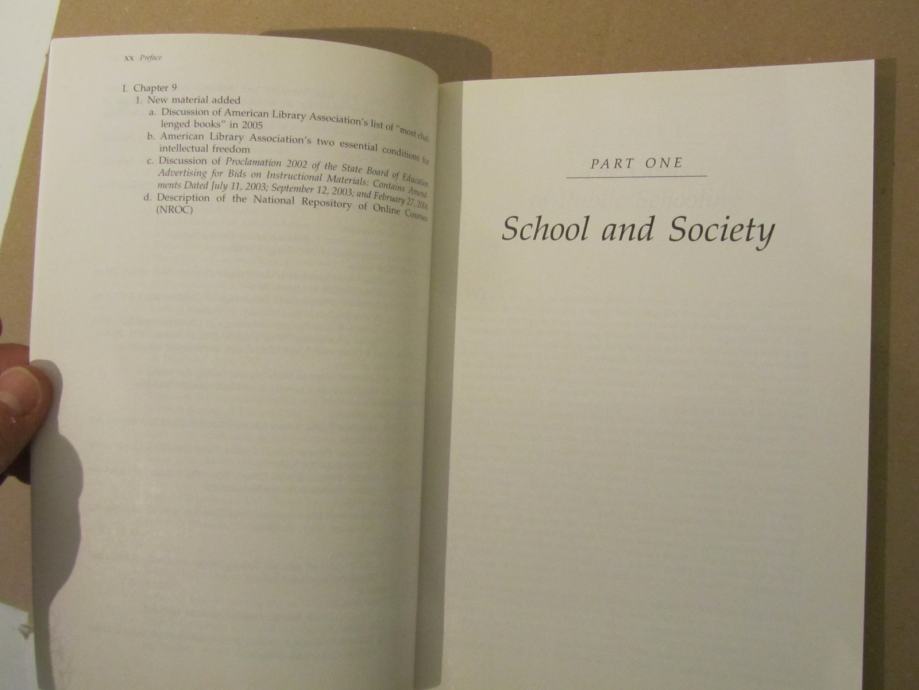 xx Preface
I. Chapter 9
1. New material added
a. Discussion of American Library Association's list of "most chal-
lenged books" in 2005
b. American Library Association's two essential conditions for
intellectual freedom
c. Discussion of Proclamation 2002 of the State Board of Education
Advertising for Bids on Instructional Materials: Contains Amend-
ments Dated July 11, 2003; September 12, 2003; and February 27, 2004
d. Description of the National Repository of Online Courses
(NROC)
PART ONE
School and Society